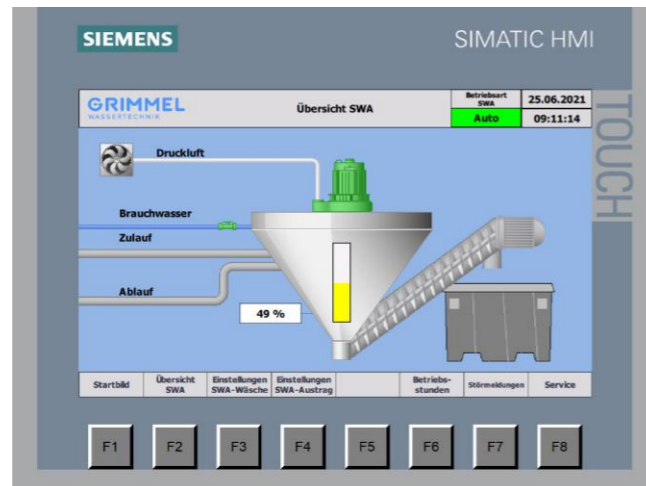 SIEMENS
SIMATIC HMI
TOUCH
GRIMMEL
WASSERTECHNIK
Übersicht SWA
Betriebsart
SWA
Auto
25.06.2021
09:11:14
Druckluft
Brauchwasser
Zulauf
Ablauf
49 %
Startbild
Übersicht
SWA
Einstellungen
SWA-Wäsche
Einstellungen
SWA-Austrag
Betriebs-
stunden
Störmeldungen
Service
F1
F2
F3
F4
F5
F6
F7
F8